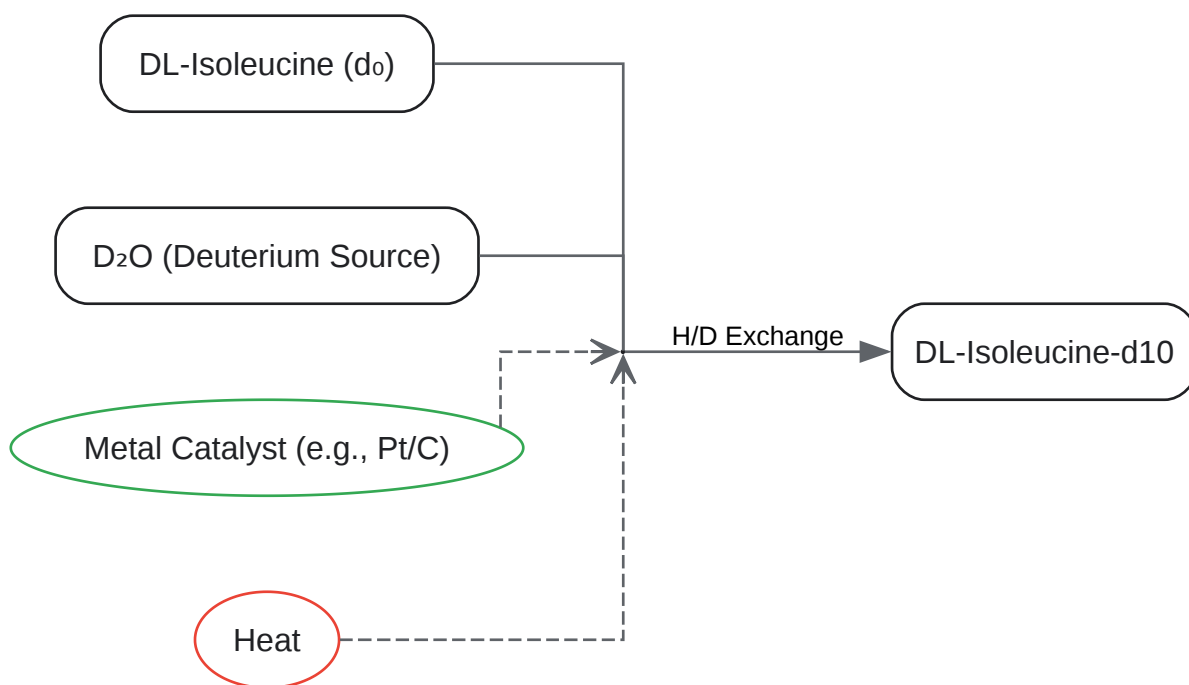 DL-Isoleucine (d₀)
D₂O (Deuterium Source)
H/D Exchange
DL-Isoleucine-d10
Metal Catalyst (e.g., Pt/C)
Heat